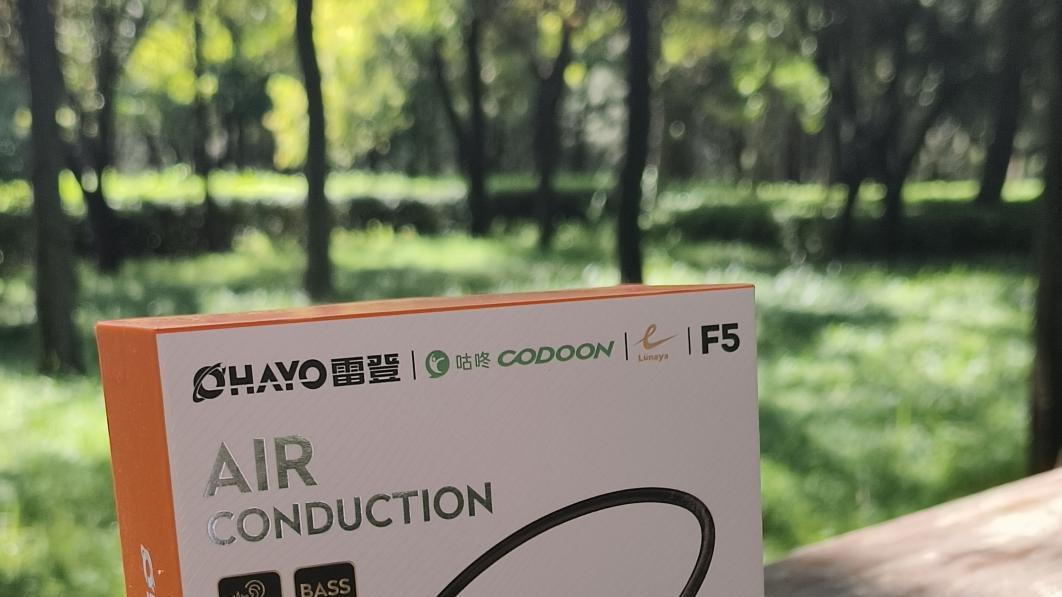 OHAYO雷登 | 咕咚 CODOON | Lunaya | F5
AIR
CONDUCTION
BASS